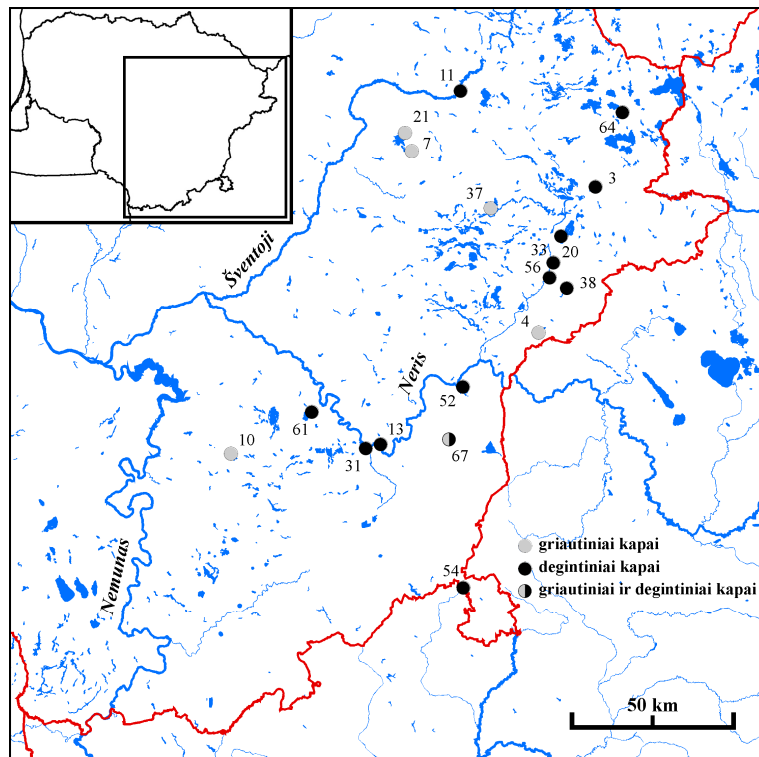 11
21
7
64
3
37
33
20
56
38
4
Šventoji
Neris
52
61
13
10
31
67
Nemunas
griautiniai kapai
degintiniai kapai
griautiniai ir degintiniai kapai
54
50 km